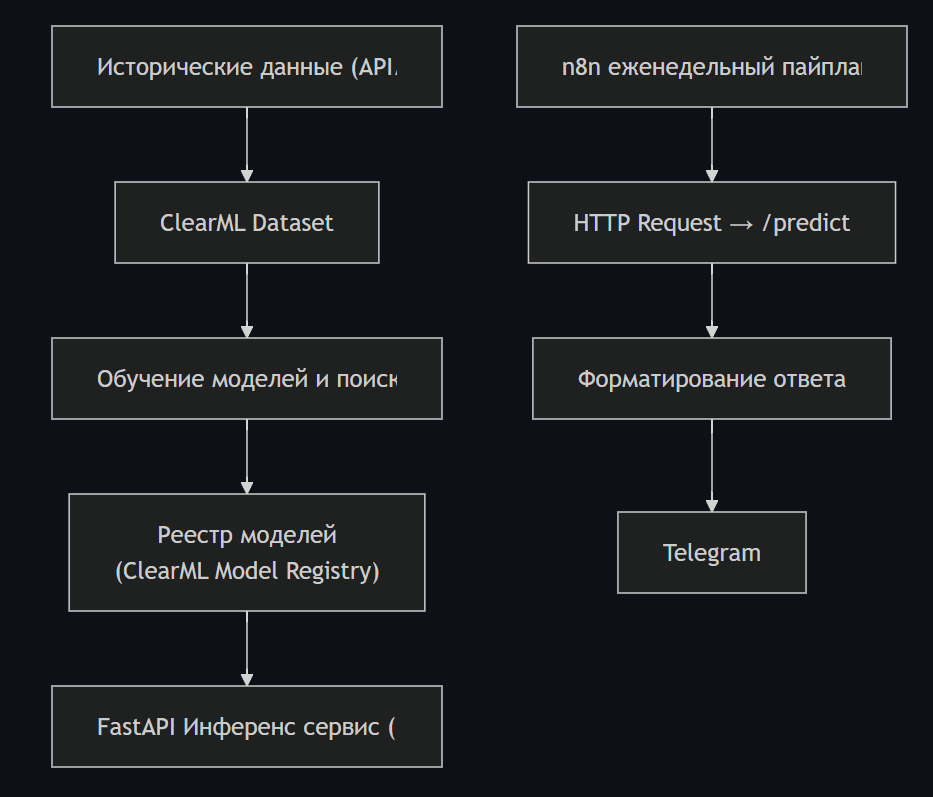 Исторические данные (API
ClearML Dataset
Обучение моделей и поиск
Реестр моделей
(ClearML Model Registry)
FastAPI Инференс сервис (
n8n еженедельный
HTTP Request → /predict
Форматирование ответа
Telegram